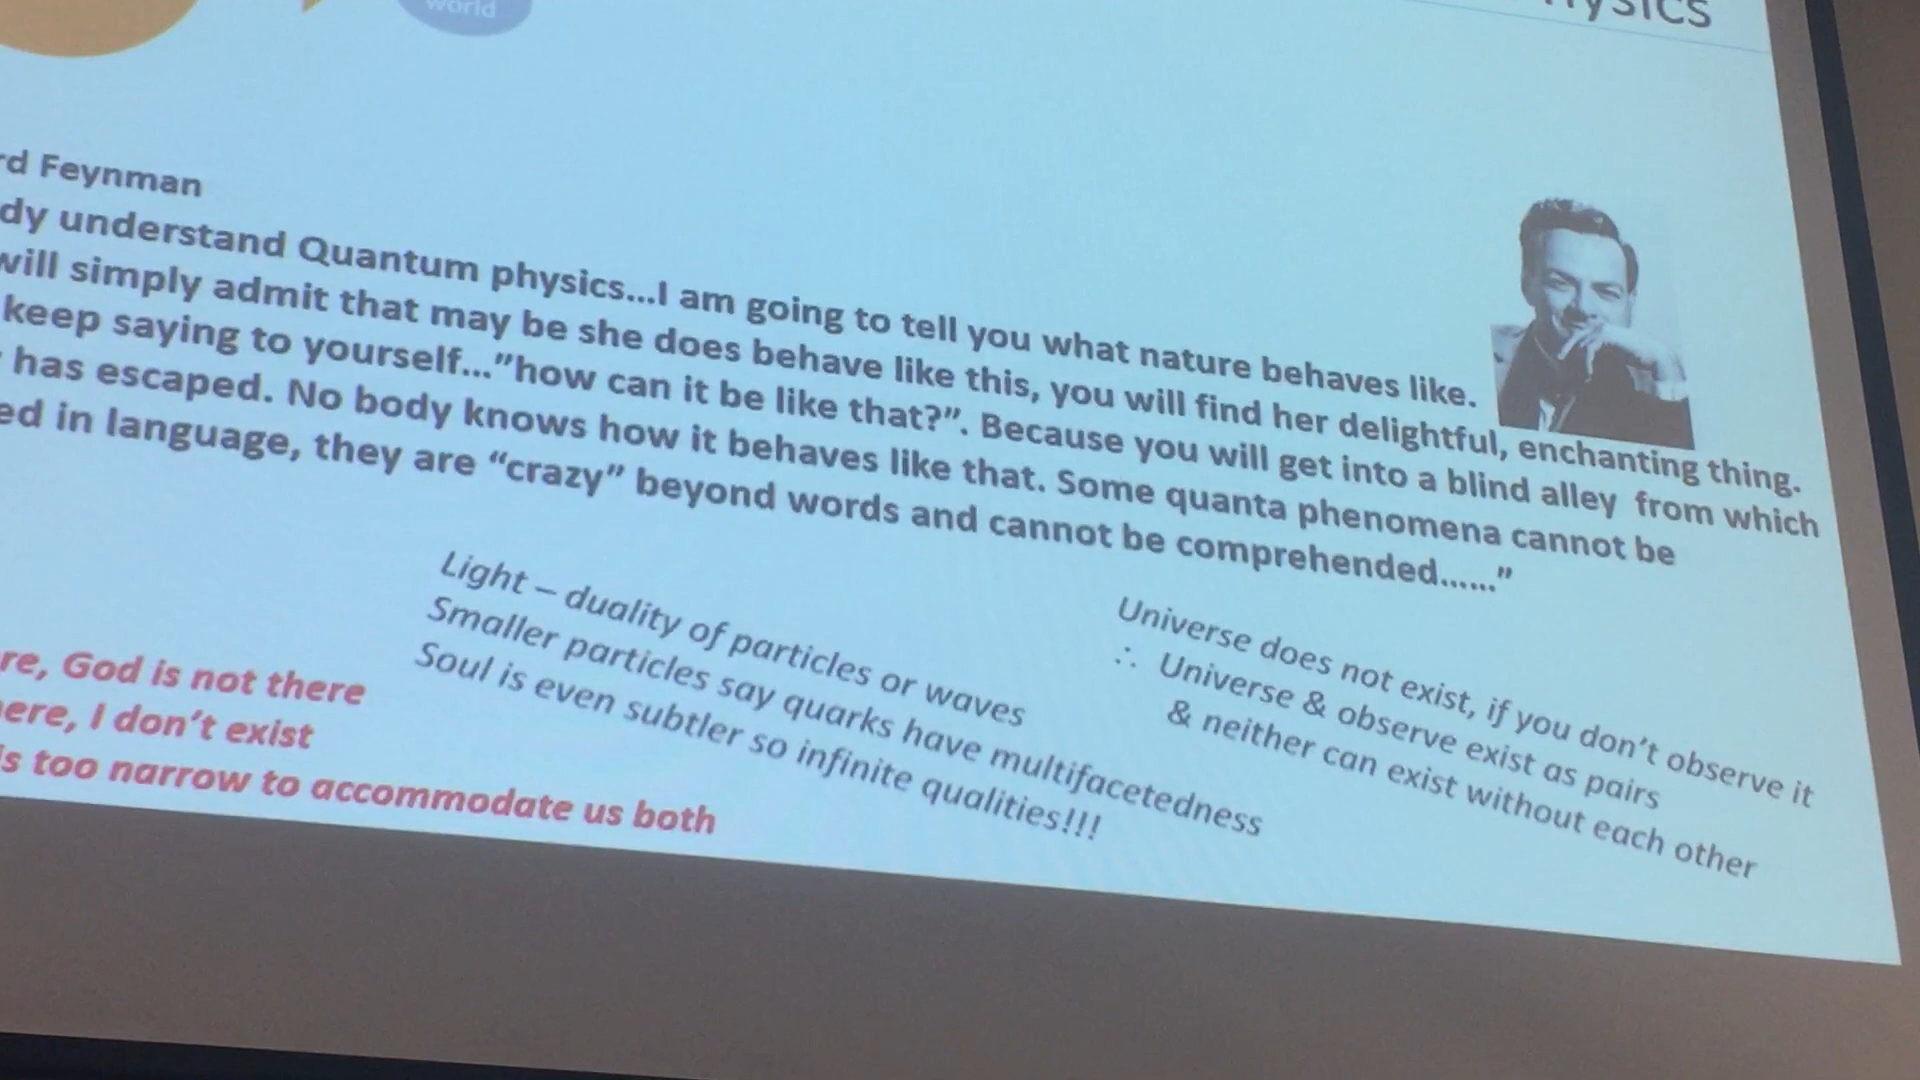 world
Physics
rd Feynman
dy understand Quantum physics...I am going to tell you what nature behaves like.
will simply admit that may be she does behave like this, you will find her delightful, enchanting thing.
keep saying to yourself..."how can it be like that?". Because you will get into a blind alley from which
has escaped. No body knows how it behaves like that. Some quanta phenomena cannot be
ed in language, they are "crazy" beyond words and cannot be comprehended......"
Light – duality of particles or waves
Smaller particles say quarks have multifacetedness
Soul is even subtler so infinite qualities!!!
Universe does not exist, if you don't observe it
∴ Universe & observe exist as pairs
& neither can exist without each other
re, God is not there
ere, I don't exist
is too narrow to accommodate us both